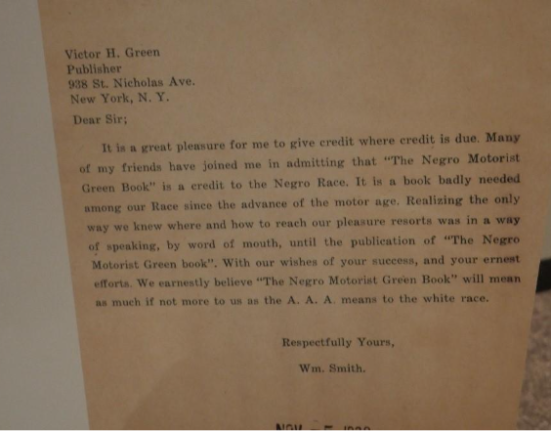 Victor H. Green
Publisher
938 St. Nicholas Ave.
New York, N. Y.
Dear Sir;
It is a great pleasure for me to give credit where credit is due. Many
of my friends have joined me in admitting that "The Negro Motorist
Green Book" is a credit to the Negro Race. It is a book badly needed
among our Race since the advance of the motor age. Realizing the only
way we knew where and how to reach our pleasure resorts was in a way
of speaking, by word of mouth, until the publication of "The Negro
Motorist Green book". With our wishes of your success, and your ernest
efforts. We earnestly believe "The Negro Motorist Green Book" will mean
as much if not more to us as the A. A. A. means to the white race.
Respectfully Yours,
Wm. Smith.
NOV